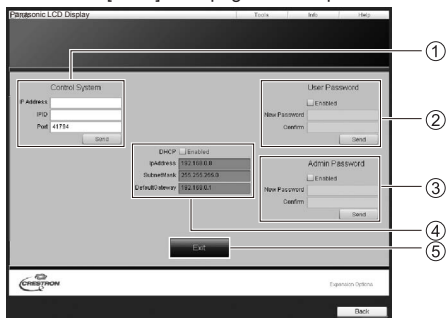 Panasonic LCD Display
Tools
Info
Help
Control System
IP Address
IPID
Port 41794
Send
User Password
Enabled
New Password
Confirm
Send
Admin Password
Enabled
New Password
Confirm
Send
DHCP Enabled
IpAddress 192.168.0.8
SubnetMask 255.255.255.0
DefaultGateway 192.168.0.1
Exit
1
2
3
4
5
CRESTRON
Expansion Options
Back